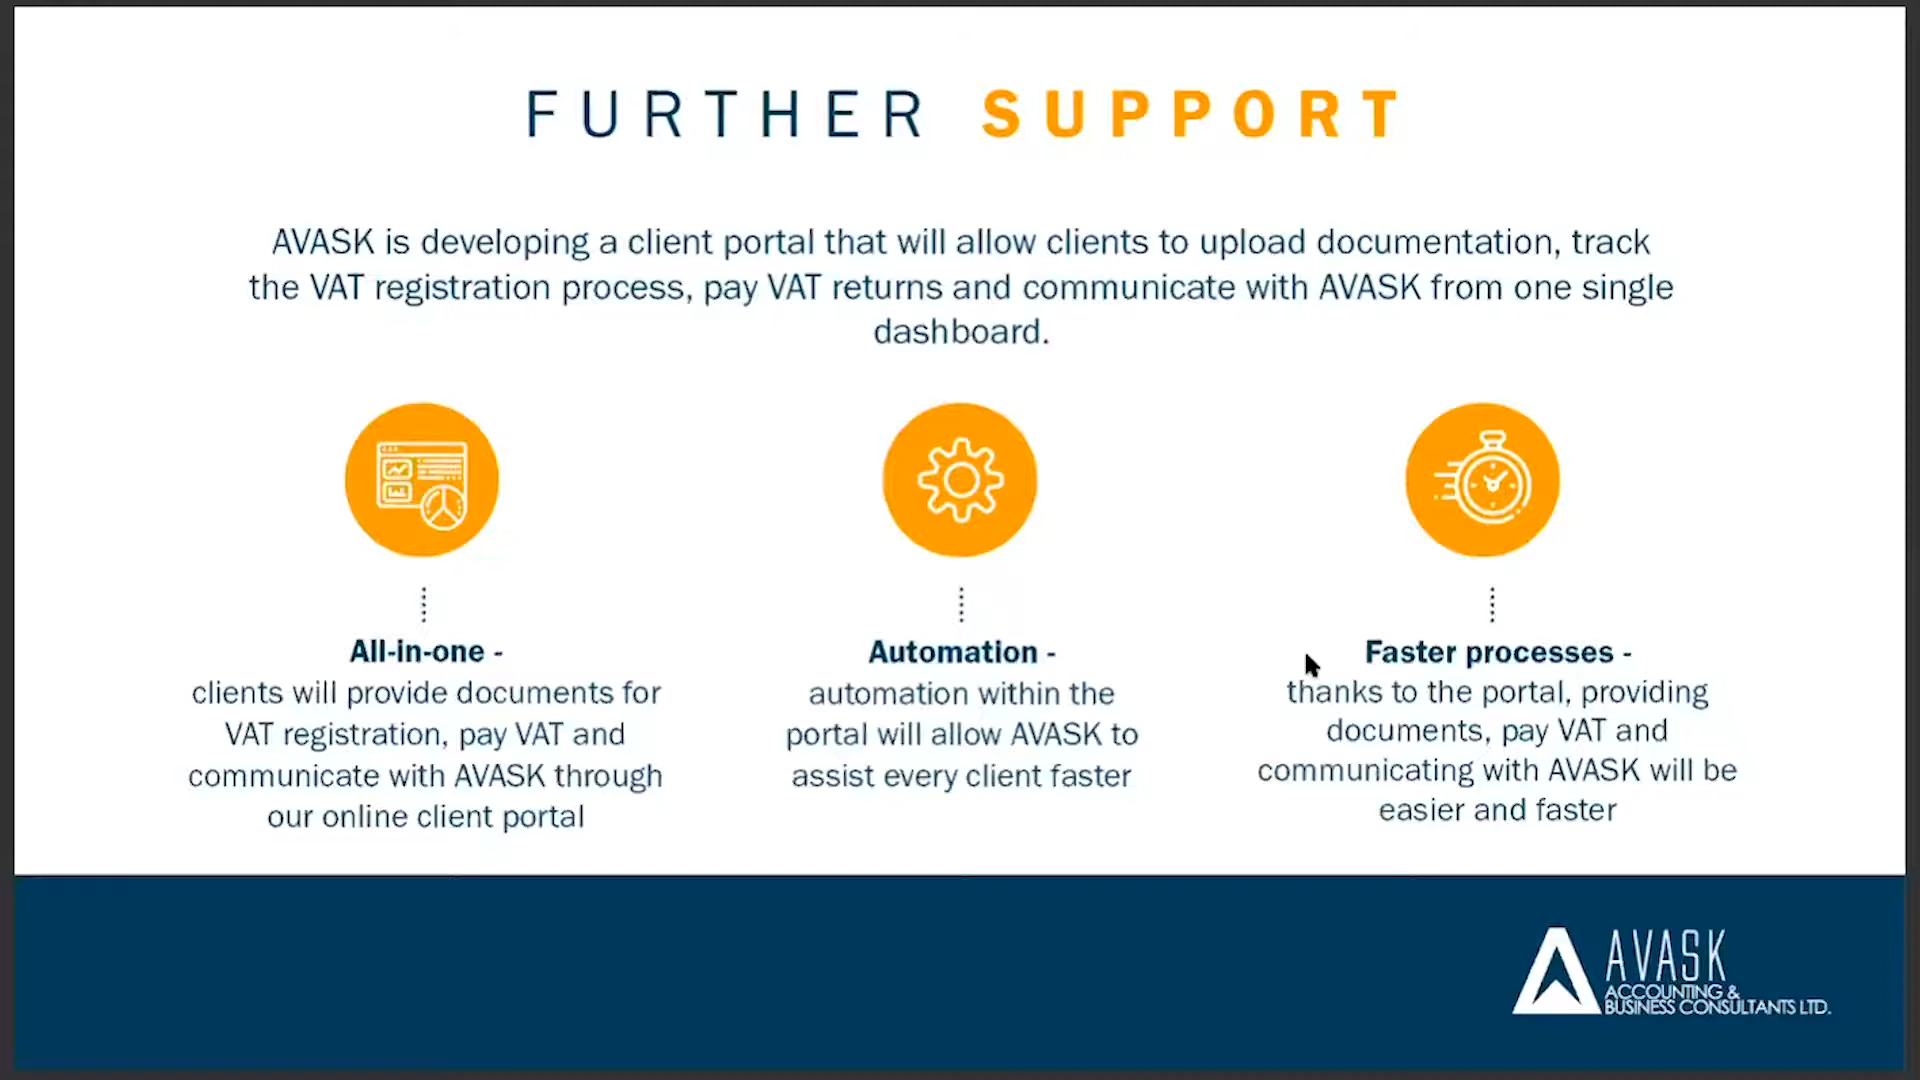 FURTHER SUPPORT
AVASK is developing a client portal that will allow clients to upload documentation, track
the VAT registration process, pay VAT returns and communicate with AVASK from one single
dashboard.
All-in-one -
clients will provide documents for
VAT registration, pay VAT and
communicate with AVASK through
our online client portal
Automation -
automation within the
portal will allow AVASK to
assist every client faster
Faster processes -
thanks to the portal, providing
documents, pay VAT and
communicating with AVASK will be
easier and faster
AVASK
ACCOUNTING &
BUSINESS CONSULTANTS LTD.